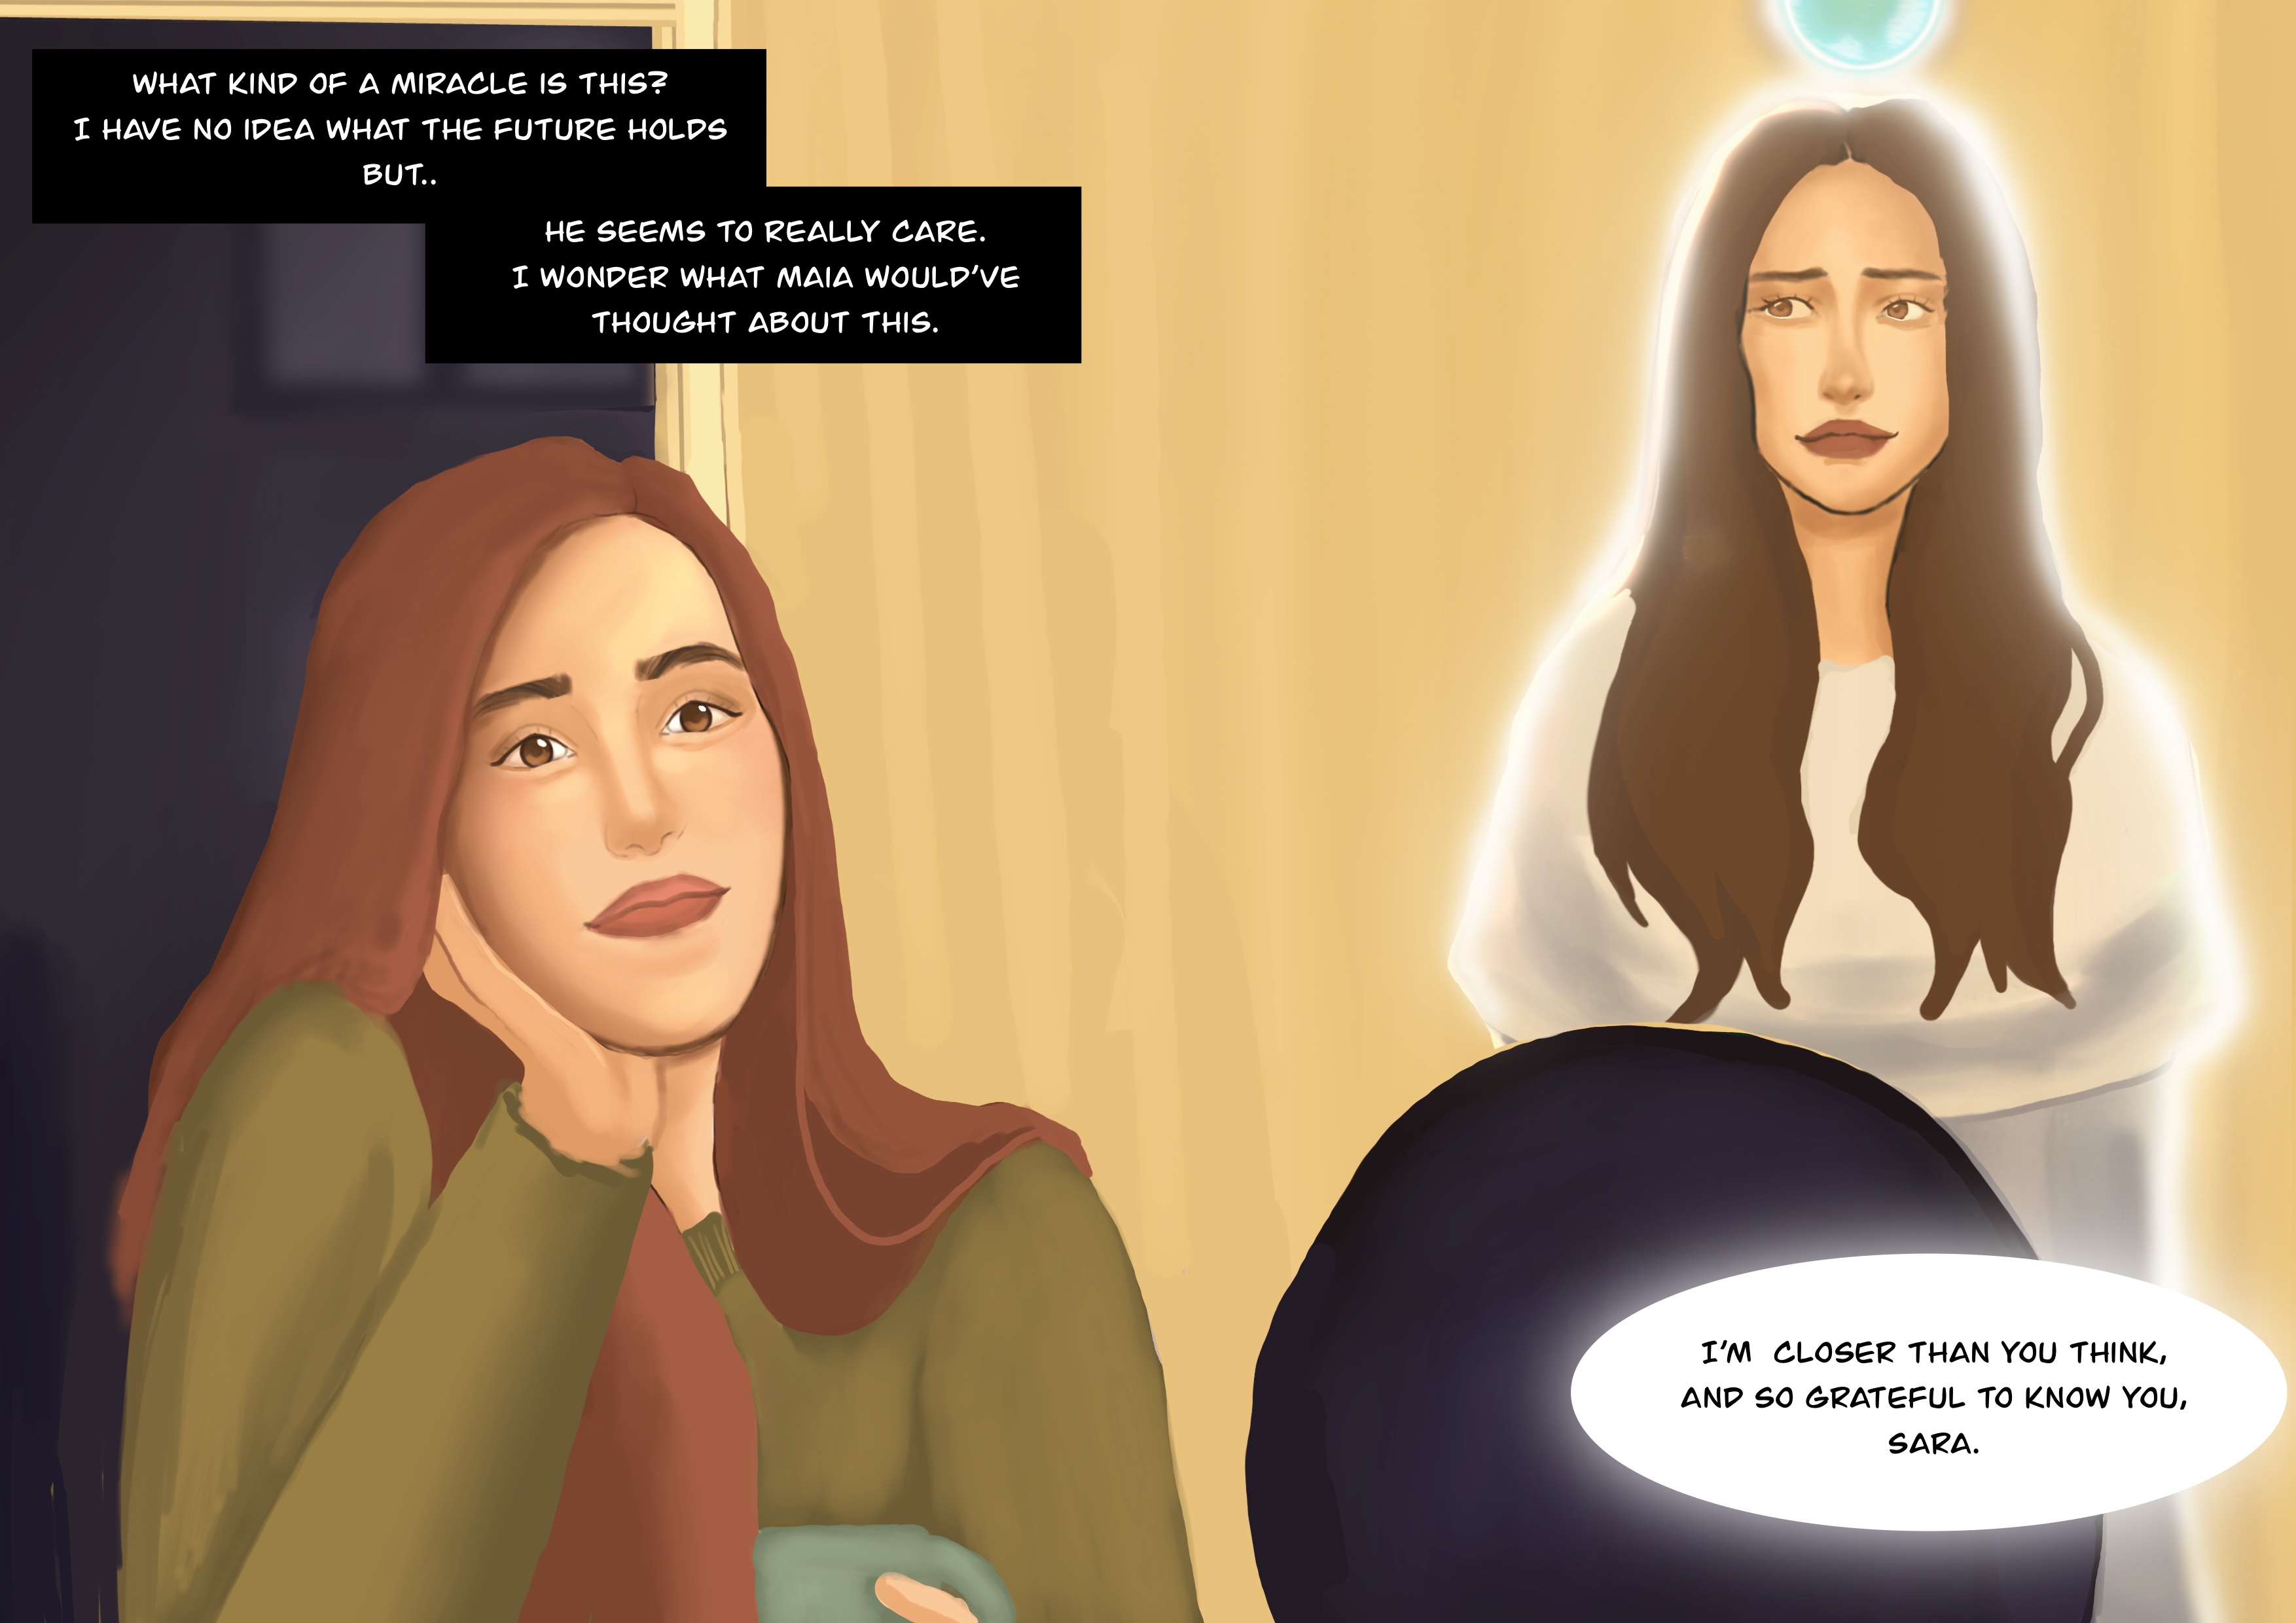 WHAT KIND OF A MIRACLE IS THIS?
I HAVE NO IDEA WHAT THE FUTURE HOLDS
BUT..
HE SEEMS TO REALLY CARE.
I WONDER WHAT MAIA WOULD'VE
THOUGHT ABOUT THIS.
I'M CLOSER THAN YOU THINK,
AND SO GRATEFUL TO KNOW YOU,
SARA.